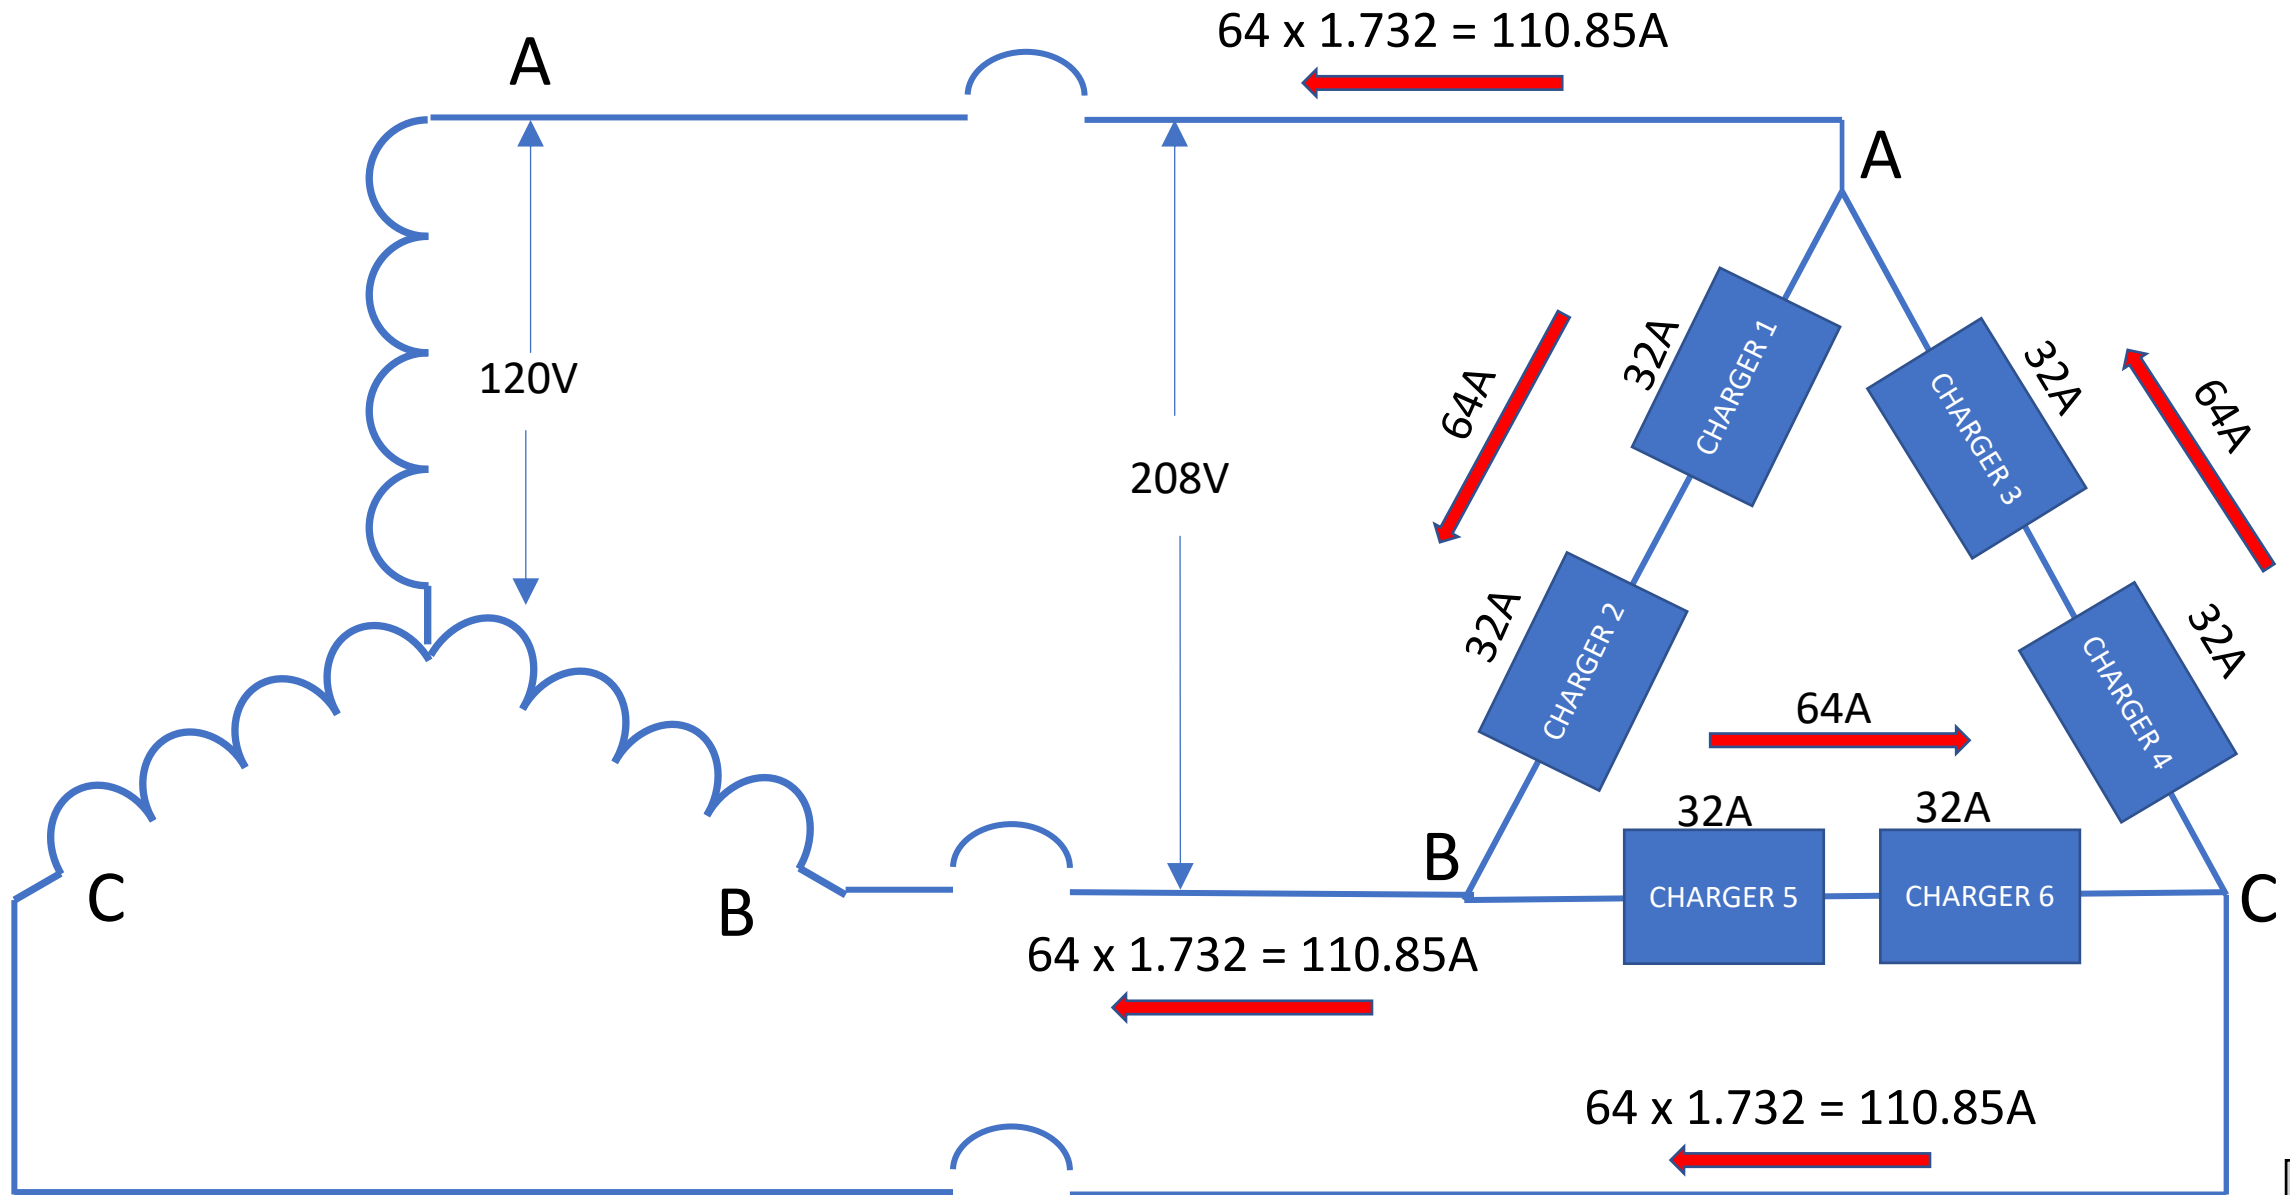 64 x 1.732 = 110.85A
A
A
120V
208V
32A
CHARGER 1
64A
32A
CHARGER 3
64A
32A
CHARGER 2
32A
CHARGER 4
64A
32A
32A
B
CHARGER 5
CHARGER 6
C
C
B
64 x 1.732 = 110.85A
64 x 1.732 = 110.85A